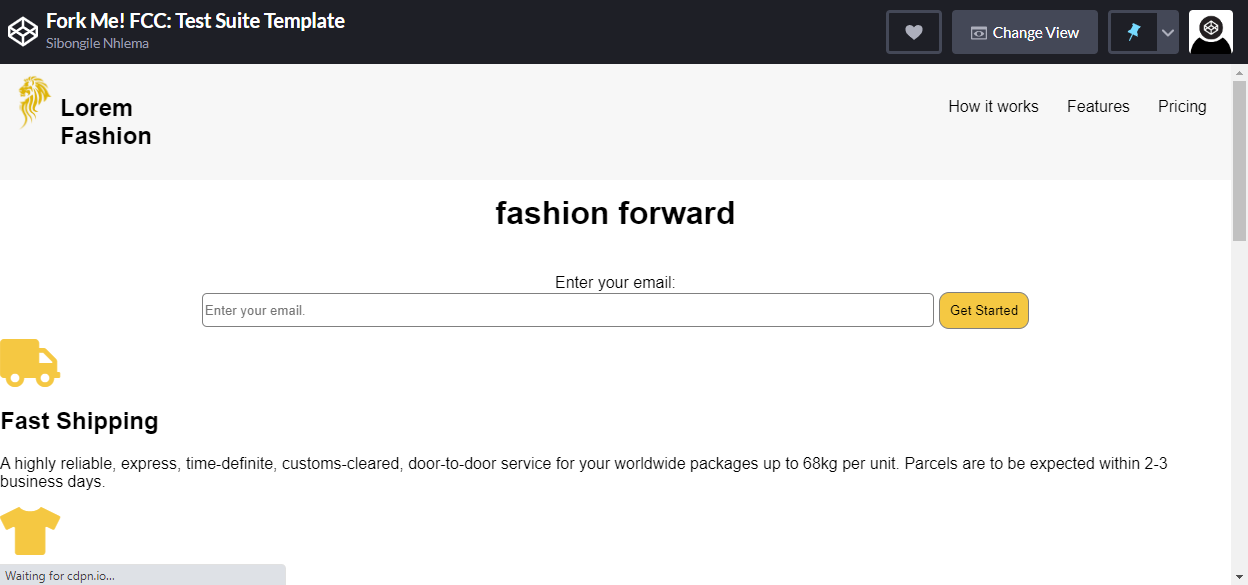 Fork Me! FCC: Test Suite Template
Sibongile Nhlema
Change View
Lorem
Fashion
How it works Features Pricing
fashion forward
Enter your email:
Enter your email.
Get Started
Fast Shipping
A highly reliable, express, time-definite, customs-cleared, door-to-door service for your worldwide packages up to 68kg per unit. Parcels are to be expected within 2-3
business days.
Waiting for cdpn.io...